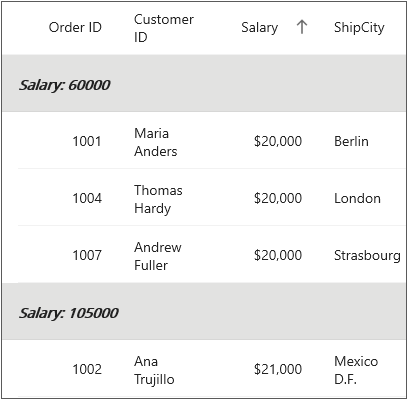 Order ID Customer ID Salary ↑ ShipCity
Salary: 60000
1001 Maria Anders $20,000 Berlin
1004 Thomas Hardy $20,000 London
1007 Andrew Fuller $20,000 Strasbourg
Salary: 105000
1002 Ana Trujillo $21,000 Mexico D.F.